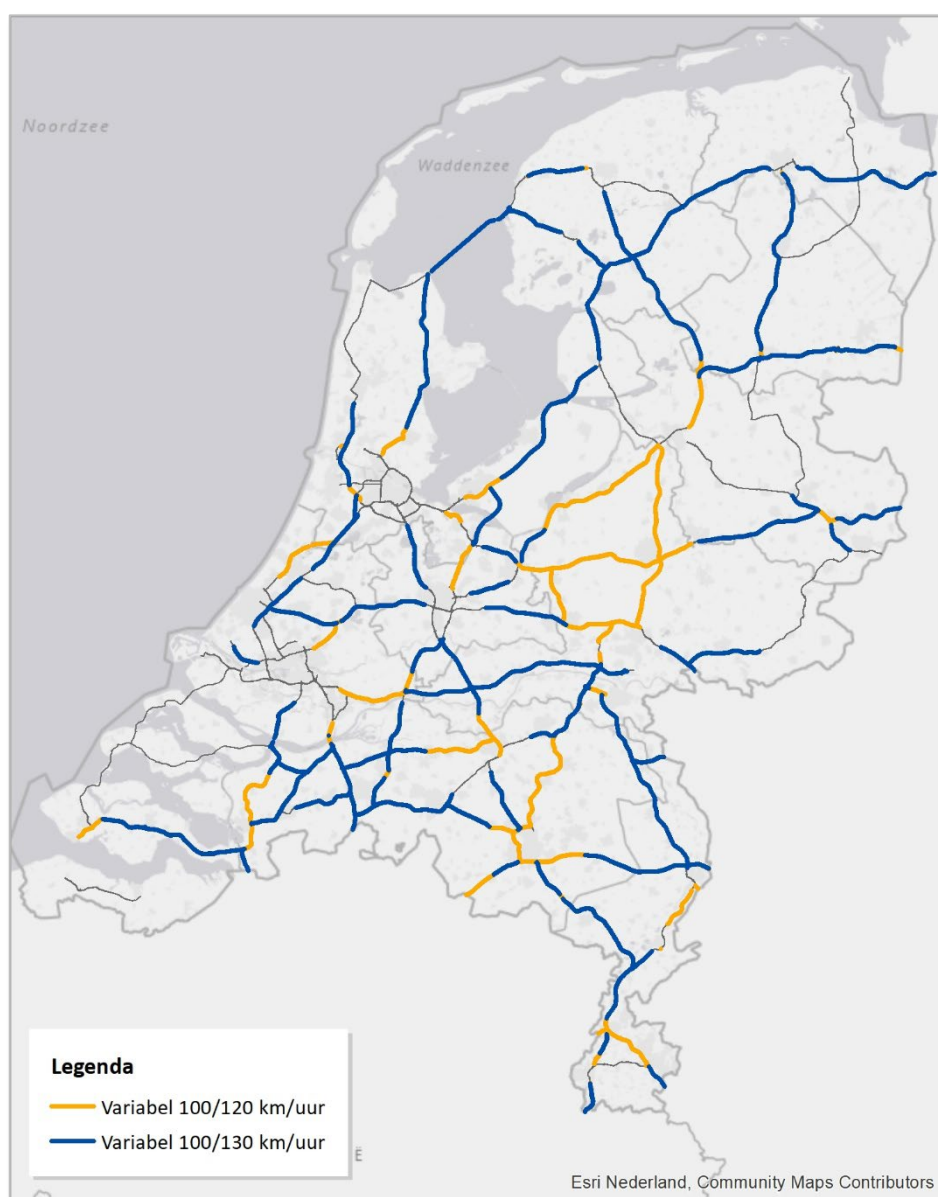 Noordzee
Waddenzee
Legenda
Variabel 100/120 km/uur
Variabel 100/130 km/uur
Ë
Esri Nederland, Community Maps Contributors